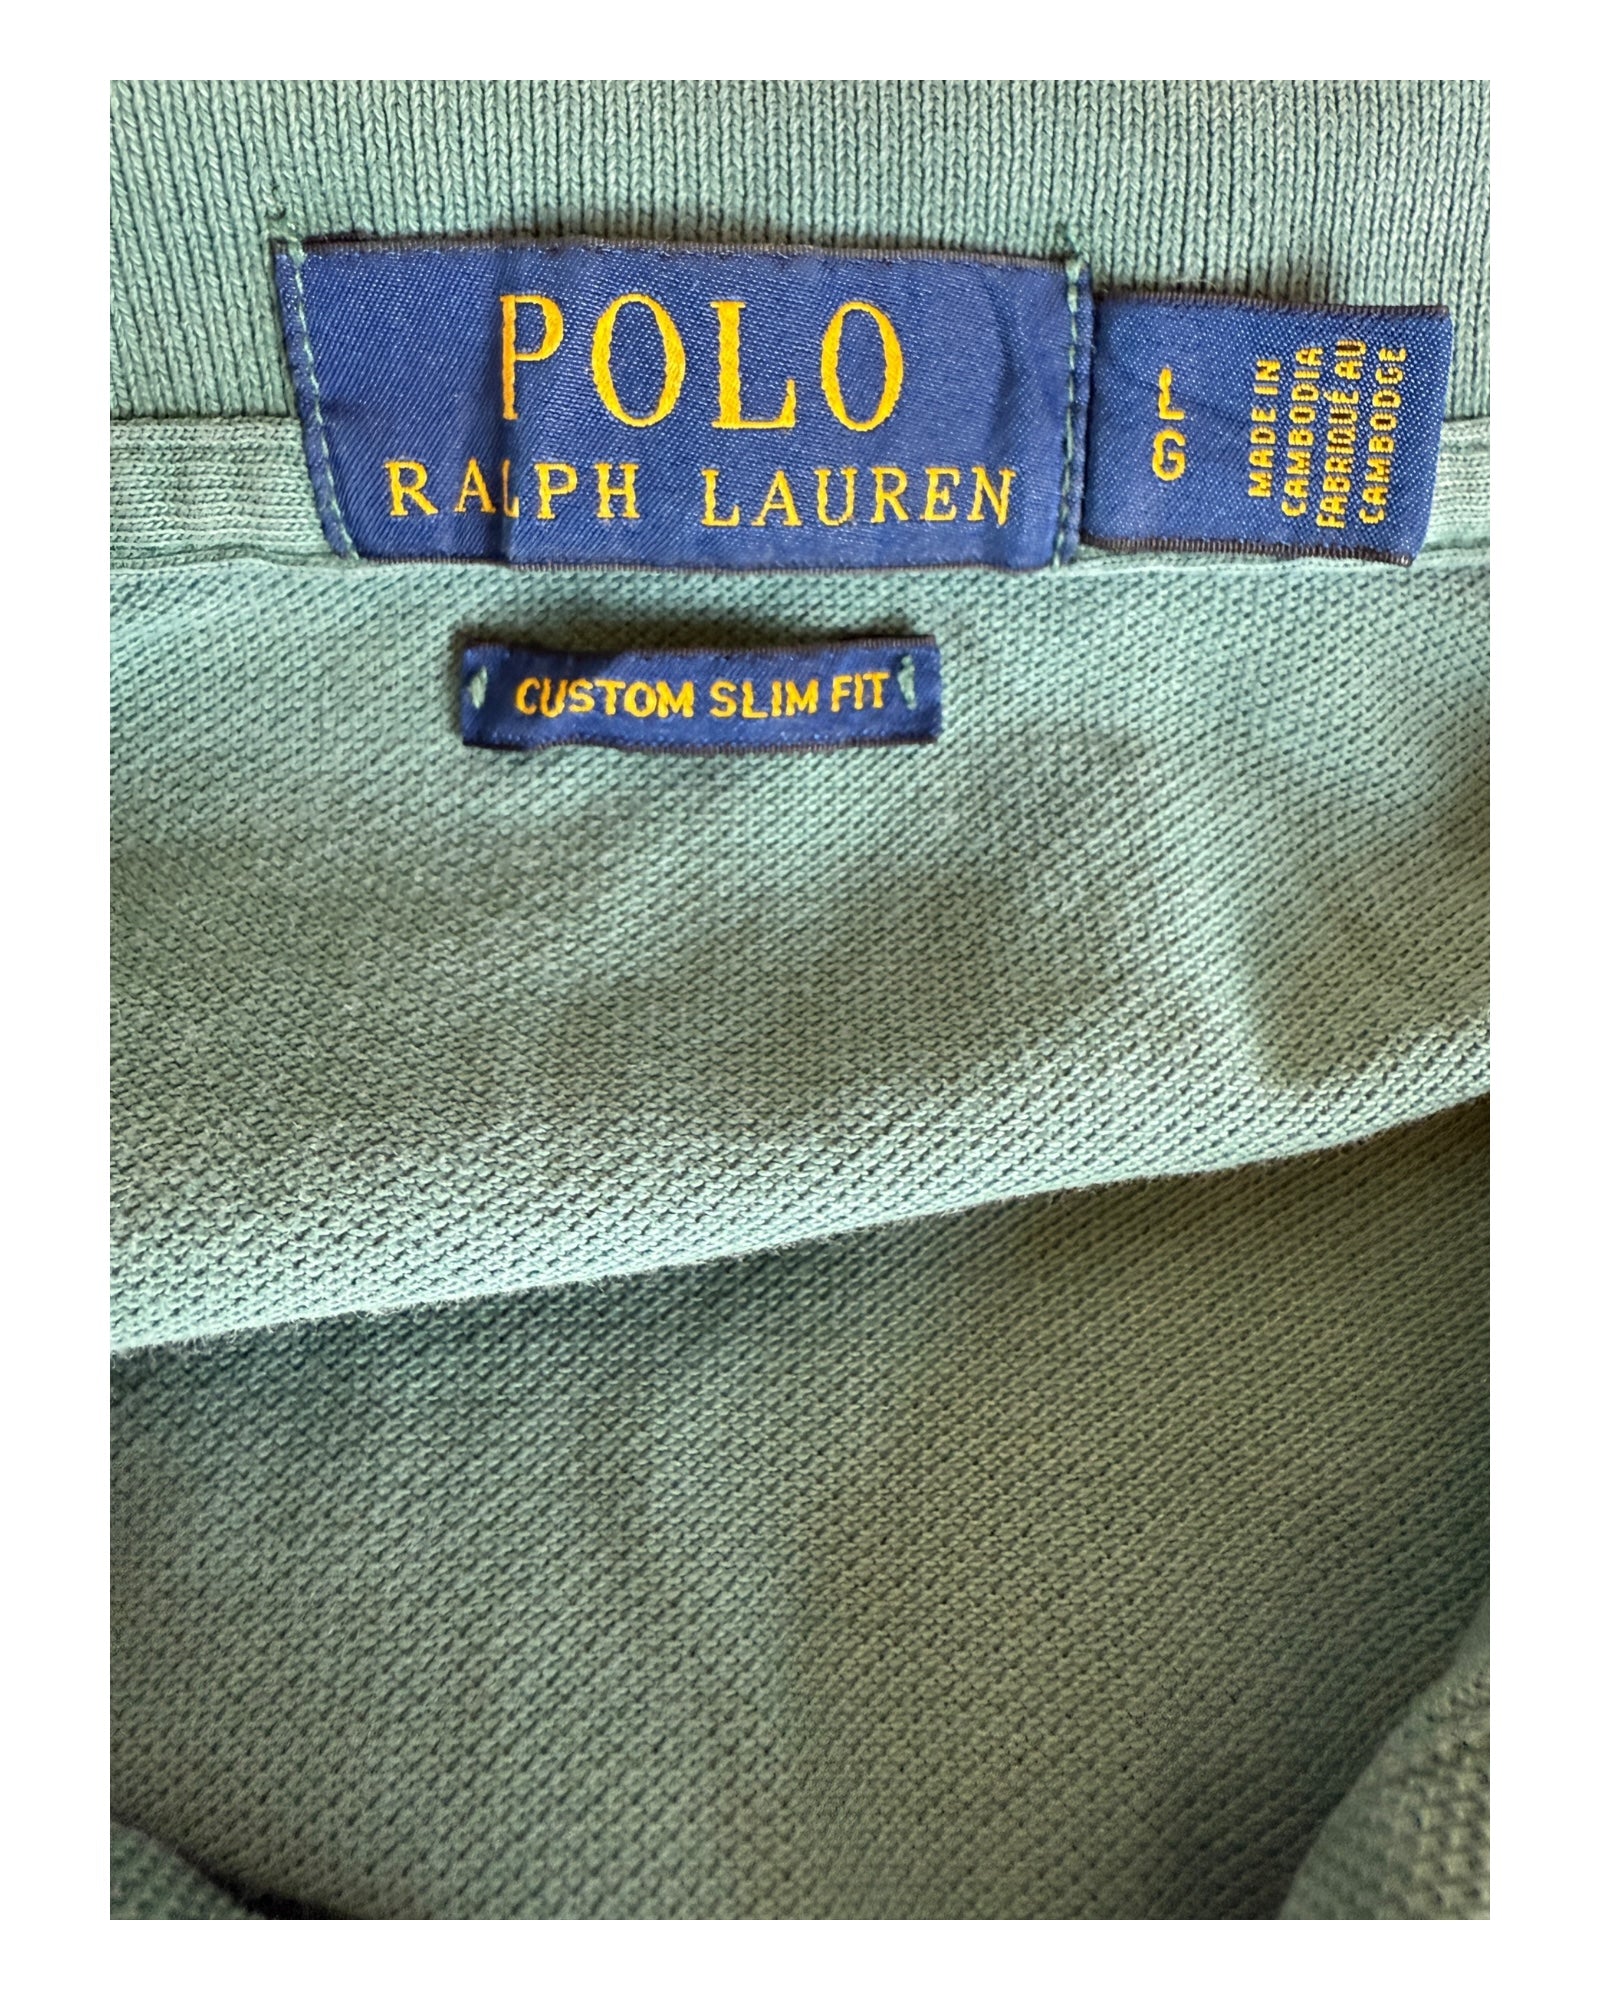 POLO
RALPH LAUREN
L
G
MADE IN
CAMBODIA
FABRIQUÉ AU
CAMBODGE
CUSTOM SLIM FIT